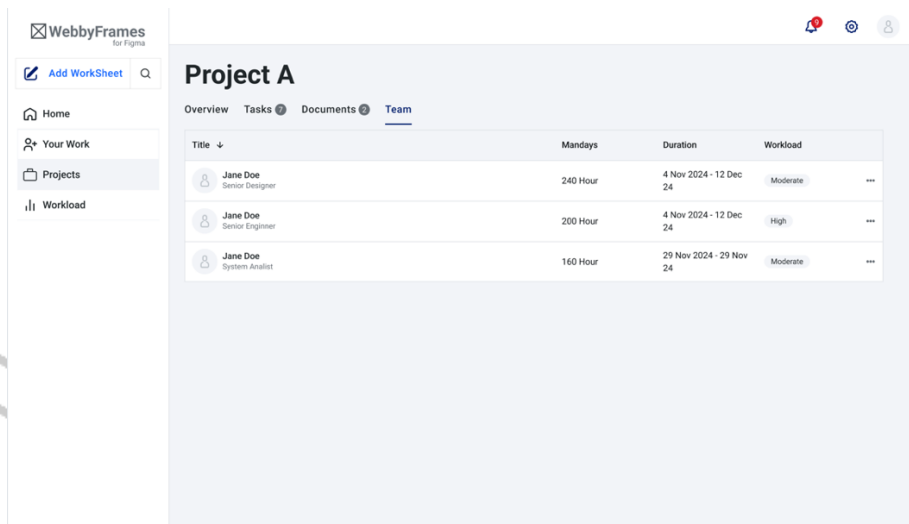 WebbyFrames
for Figma
9
Add WorkSheet
Home
Your Work
Projects
Workload
Project A
Overview Tasks 7 Documents 2 Team
Title ↓ Mandays Duration Workload
Jane Doe
Senior Designer
240 Hour
4 Nov 2024 - 12 Dec
24
Moderate
Jane Doe
Senior Enginner
200 Hour
4 Nov 2024 - 12 Dec
24
High
Jane Doe
System Analist
160 Hour
29 Nov 2024 - 29 Nov
24
Moderate